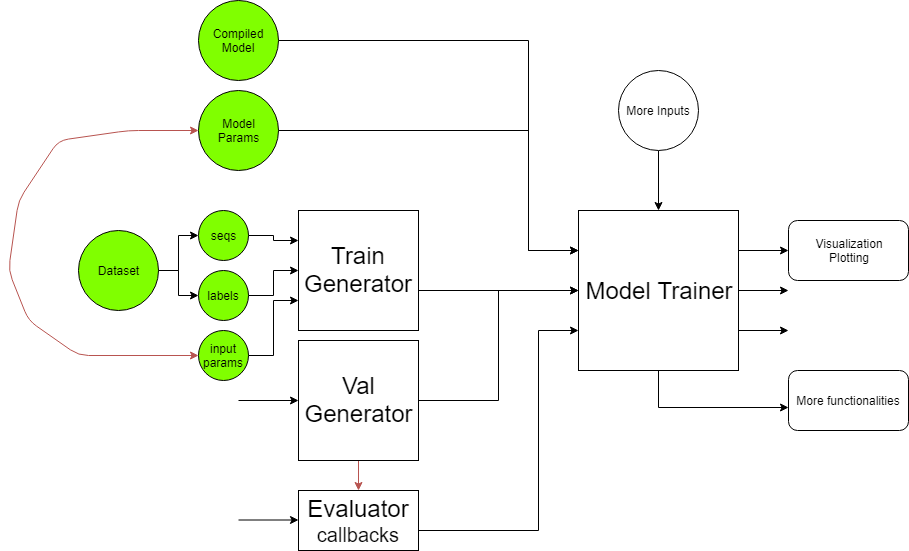 Compiled
Model
Model
Params
More Inputs
seqs
Dataset
labels
input
params
Train
Generator
Val
Generator
Evaluator
callbacks
Model Trainer
Visualization
Plotting
More functionalities